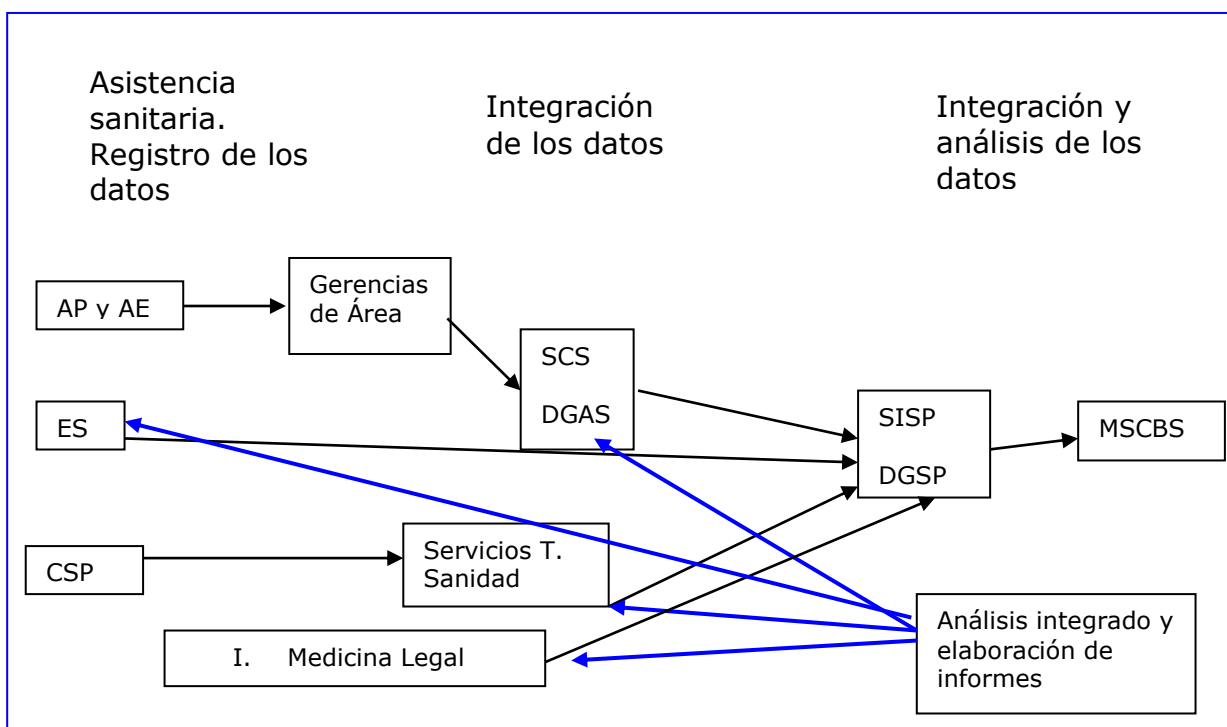 Asistencia
sanitaria.
Registro de los
datos
Integración
de los datos
Integración y
análisis de los
datos
AP y AE
Gerencias
de Área
SCS
DGAS
ES
SISP
DGSP
MSCBS
CSP
Servicios T.
Sanidad
I. Medicina Legal
Análisis integrado y
elaboración de
informes